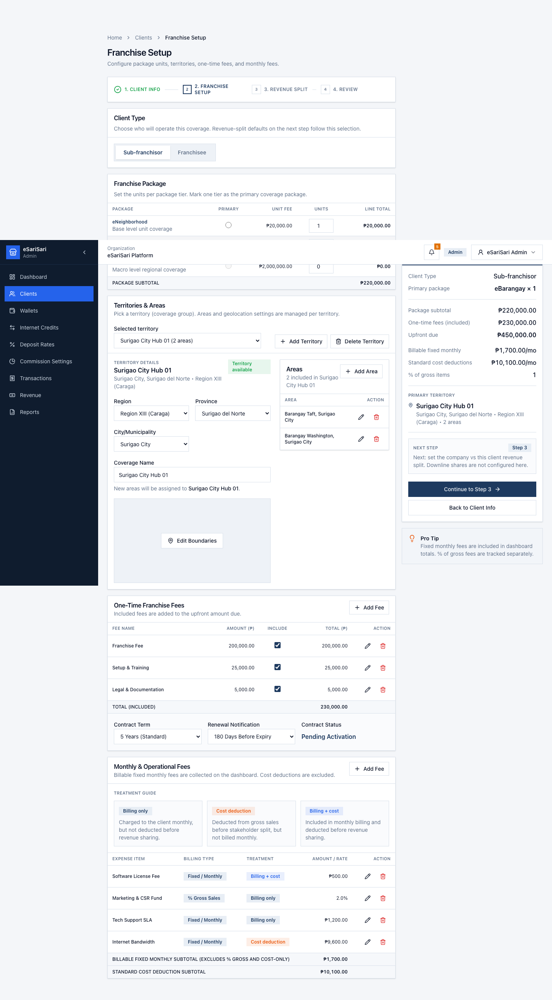 Home > Clients > Franchise Setup
Franchise Setup
Configure package units, territories, one-time fees, and monthly fees.
1. CLIENT INFO
2 2. FRANCHISE SETUP
3 3. REVENUE SPLIT
4 4. REVIEW
Client Type
Choose who will operate this coverage. Revenue-split defaults on the next step follow this selection.
Sub-franchisor Franchisee
Franchise Package
Set the units per package tier. Mark one tier as the primary coverage package.
PACKAGE PRIMARY UNIT FEE UNITS LINE TOTAL
eNeighborhood
Base level unit coverage
₱20,000.00 1 ₱20,000.00
eSariSari
Admin
Organization
eSariSari Platform
5
Admin
eSariSari Admin
Dashboard
Clients
Wallets
Internet Credits
Deposit Rates
Commission Settings
Transactions
Revenue
Reports
Macro level regional coverage ₱2,000,000.00 0 ₱0.00
PACKAGE SUBTOTAL ₱220,000.00
Territories & Areas
Pick a territory (coverage group). Areas and geolocation settings are managed per territory.
Selected territory
Surigao City Hub 01 (2 areas)
Add Territory
Delete Territory
TERRITORY DETAILS
Surigao City Hub 01
Surigao City, Surigao del Norte • Region XIII
(Caraga)
Territory
available
Region
Region XIII (Caraga)
Province
Surigao del Norte
City/Municipality
Surigao City
Coverage Name
Surigao City Hub 01
New areas will be assigned to Surigao City Hub 01.
Edit Boundaries
Areas
2 included in Surigao
City Hub 01
Add Area
AREA ACTION
Barangay Taft, Surigao
City
Barangay Washington,
Surigao City
One-Time Franchise Fees
Included fees are added to the upfront amount due.
Add Fee
FEE NAME AMOUNT (₱) INCLUDE TOTAL (₱) ACTION
Franchise Fee 200,000.00 200,000.00
Setup & Training 25,000.00 25,000.00
Legal & Documentation 5,000.00 5,000.00
TOTAL (INCLUDED) 230,000.00
Contract Term
5 Years (Standard)
Renewal Notification
180 Days Before Expiry
Contract Status
Pending Activation
Monthly & Operational Fees
Billable fixed monthly fees are collected on the dashboard. Cost deductions are excluded.
Add Fee
TREATMENT GUIDE
Billing only
Charged to the client monthly,
but not deducted before
revenue sharing.
Cost deduction
Deducted from gross sales
before stakeholder split, but
not billed monthly.
Billing + cost
Included in monthly billing and
deducted before revenue
sharing.
EXPENSE ITEM BILLING TYPE TREATMENT AMOUNT / RATE ACTION
Software License Fee Fixed / Monthly Billing + cost ₱500.00
Marketing & CSR Fund % Gross Sales Billing only 2.0%
Tech Support SLA Fixed / Monthly Billing only ₱1,200.00
Internet Bandwidth Fixed / Monthly Cost deduction ₱9,600.00
BILLABLE FIXED MONTHLY SUBTOTAL (EXCLUDES % GROSS AND COST-ONLY) ₱1,700.00
STANDARD COST DEDUCTION SUBTOTAL ₱10,100.00
Client Type Sub-franchisor
Primary package eBarangay × 1
Package subtotal ₱220,000.00
One-time fees (included) ₱230,000.00
Upfront due ₱450,000.00
Billable fixed monthly ₱1,700.00/mo
Standard cost deductions ₱10,100.00/mo
% of gross items 1
PRIMARY TERRITORY
Surigao City Hub 01
Surigao City, Surigao del Norte • Region XIII
(Caraga) • 2 areas
NEXT STEP Step 3
Next: set the company vs this client revenue
split. Downline shares are not configured here.
Continue to Step 3
Back to Client Info
Pro Tip
Fixed monthly fees are included in dashboard
totals. % of gross fees are tracked separately.